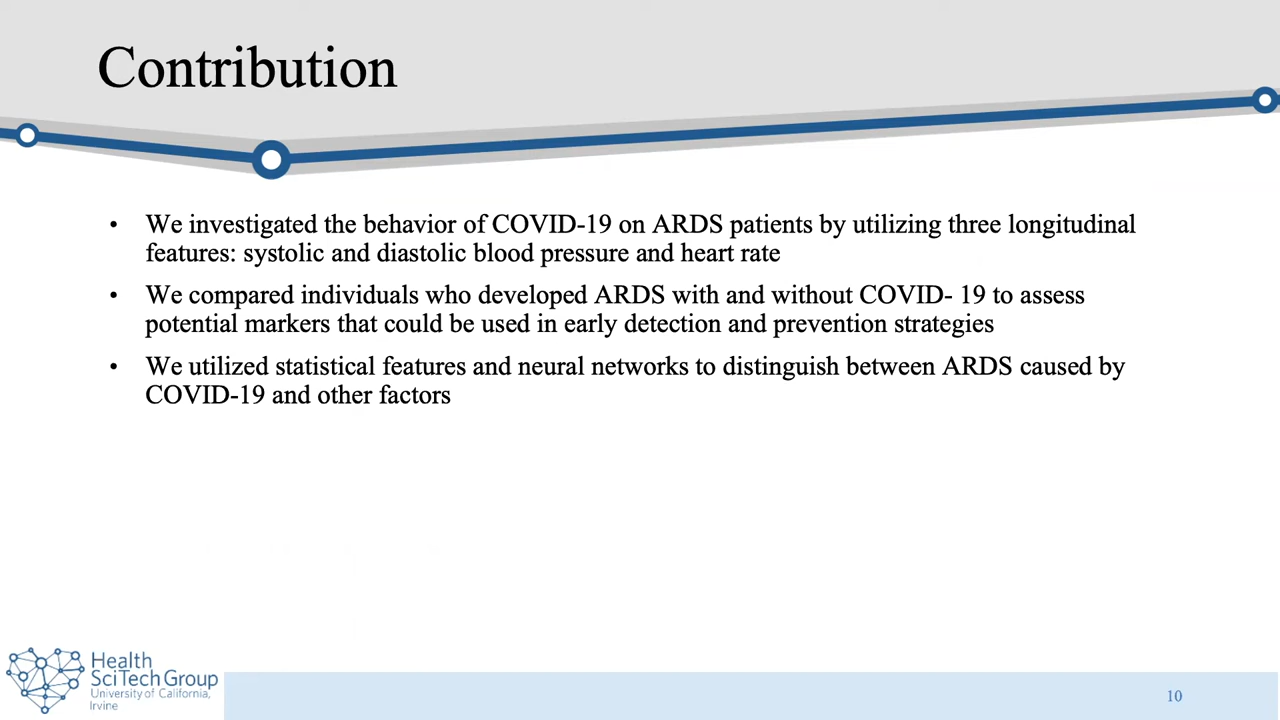 Contribution
• We investigated the behavior of COVID-19 on ARDS patients by utilizing three longitudinal
features: systolic and diastolic blood pressure and heart rate
• We compared individuals who developed ARDS with and without COVID- 19 to assess
potential markers that could be used in early detection and prevention strategies
• We utilized statistical features and neural networks to distinguish between ARDS caused by
COVID-19 and other factors
Health
SciTech Group
University of California,
Irvine
10